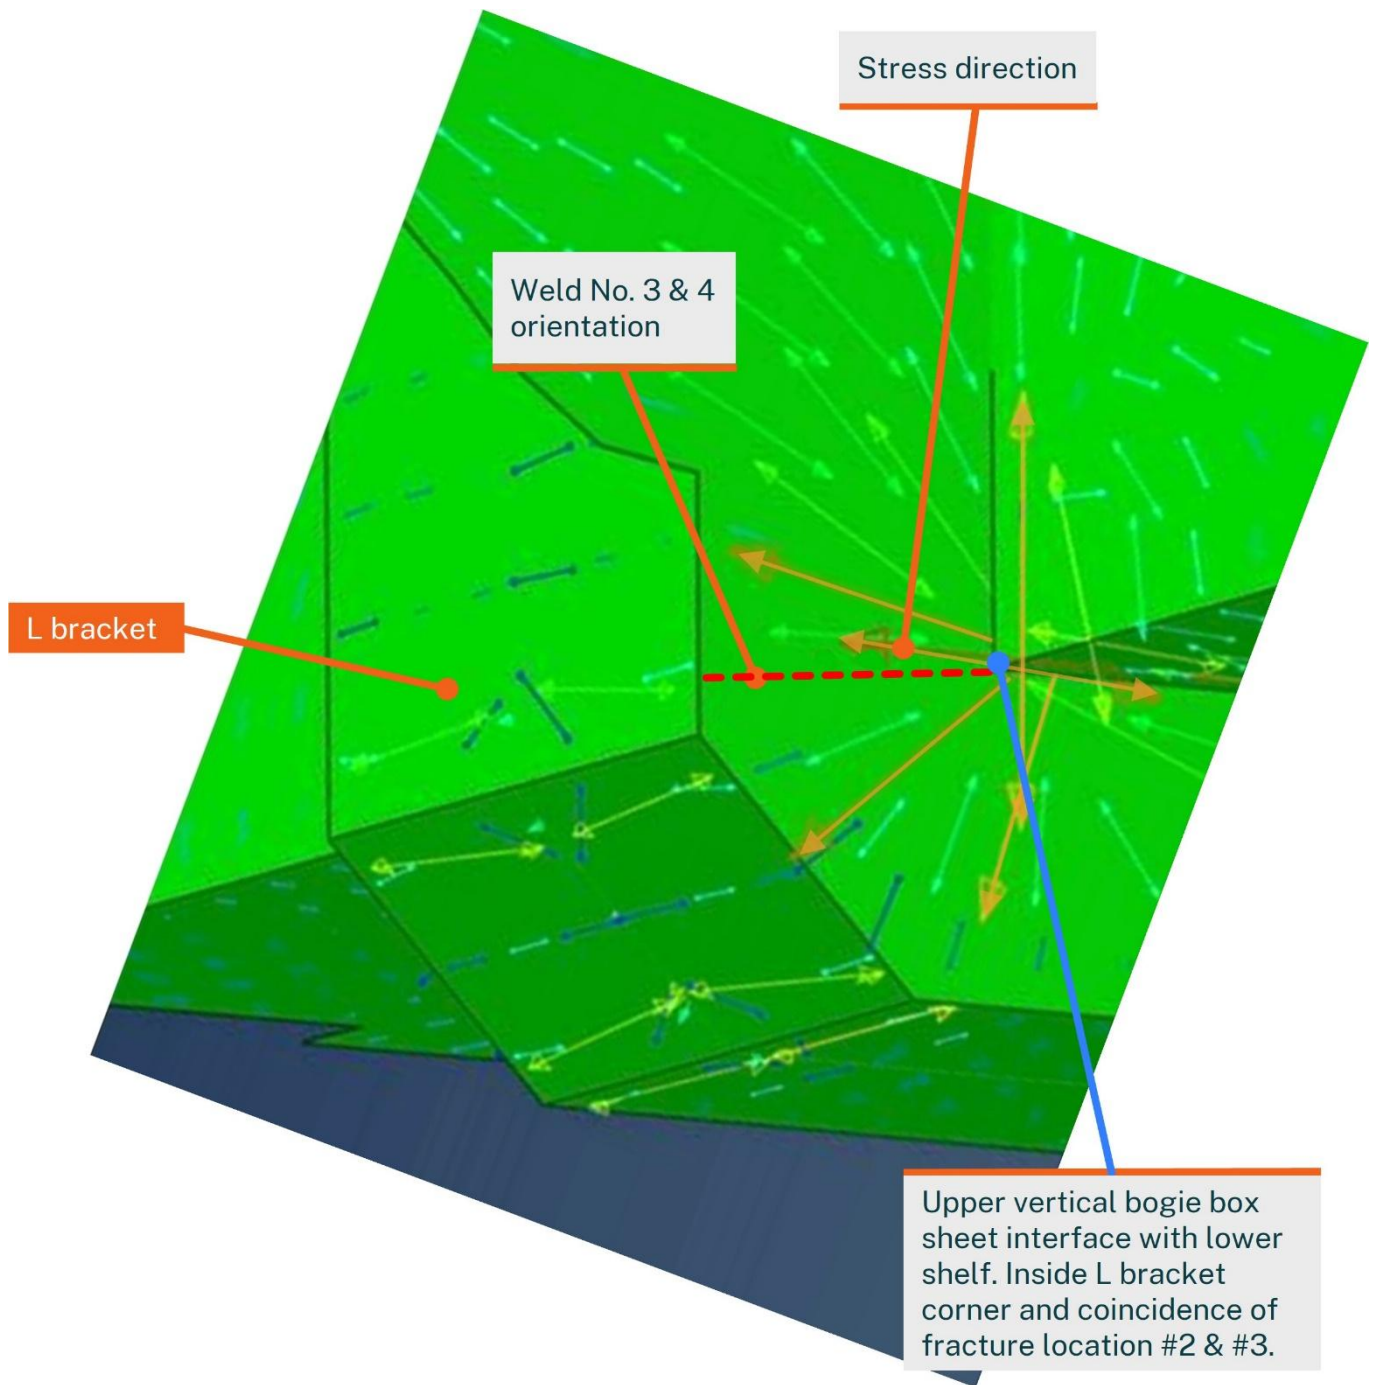 Stress direction
Weld No. 3 & 4
orientation
L bracket
Upper vertical bogie box
sheet interface with lower
shelf. Inside L bracket
corner and coincidence of
fracture location #2 & #3.